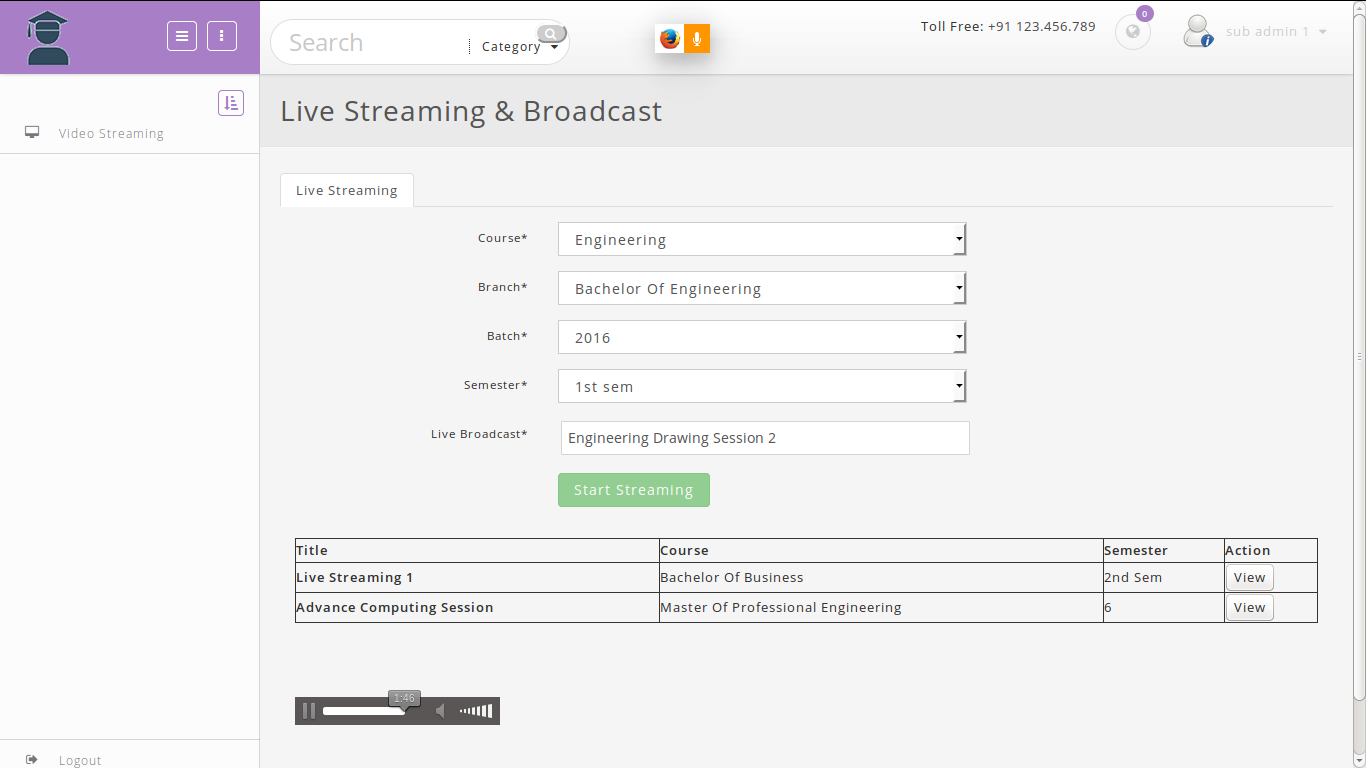 Search
Category
Toll Free: +91 123.456.789
0
sub admin 1
Video Streaming
Live Streaming & Broadcast
Live Streaming
Course*
Engineering
Branch*
Bachelor Of Engineering
Batch*
2016
Semester*
1st sem
Live Broadcast*
Engineering Drawing Session 2
Start Streaming
Title Course Semester Action
Live Streaming 1 Bachelor Of Business 2nd Sem View
Advance Computing Session Master Of Professional Engineering 6 View
1:46
Logout